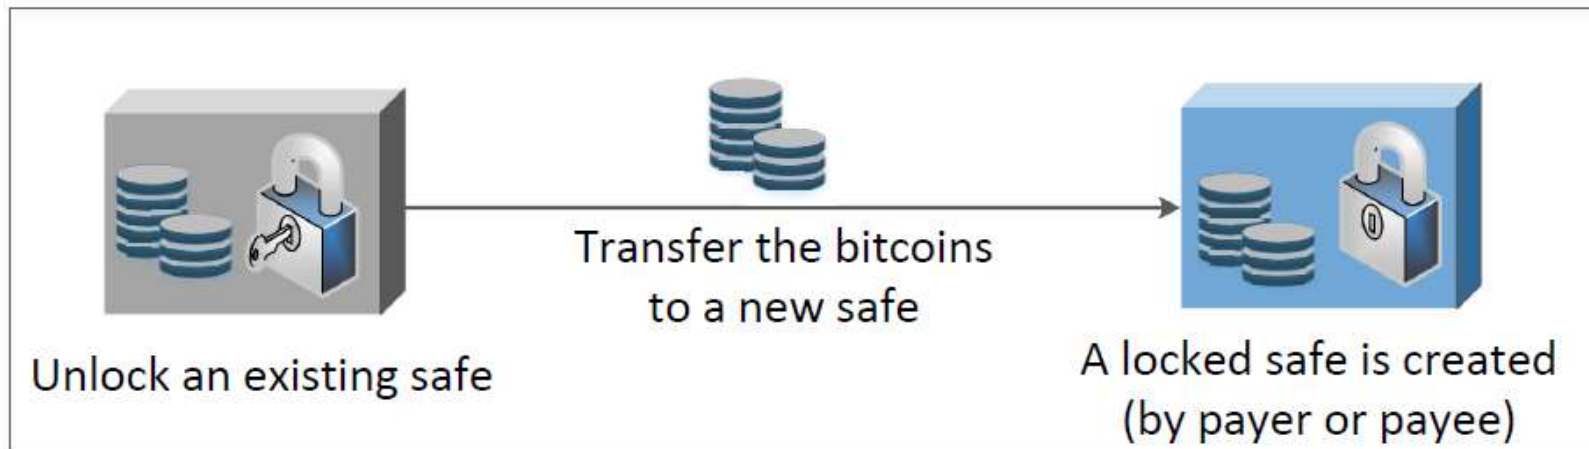 Transfer the bitcoins
to a new safe
Unlock an existing safe
A locked safe is created
(by payer or payee)